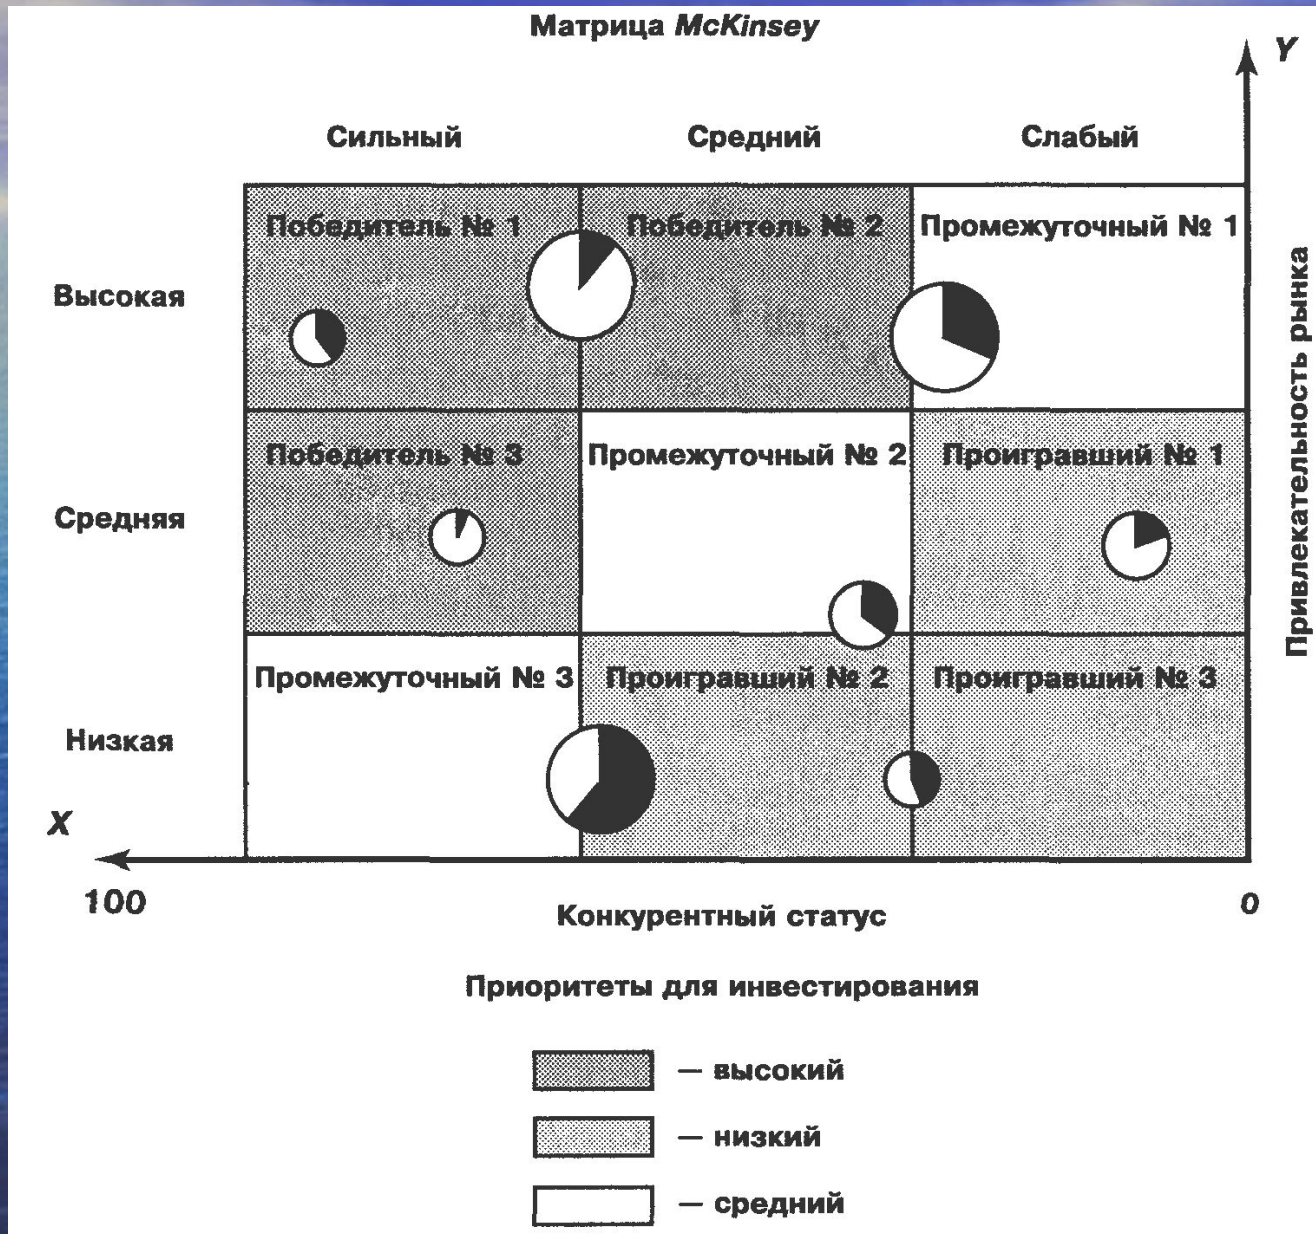 Матрица McKinsey
Y
Сильный Средний Слабый
Победитель № 1 Победитель № 2 Промежуточный № 1
Высокая
Привлекательность рынка
Победитель № 3 Промежуточный № 2 Проигравший № 1
Средняя
Промежуточный № 3 Проигравший № 2 Проигравший № 3
Низкая
X
100 0
Конкурентный статус
Приоритеты для инвестирования
— высокий
— низкий
— средний